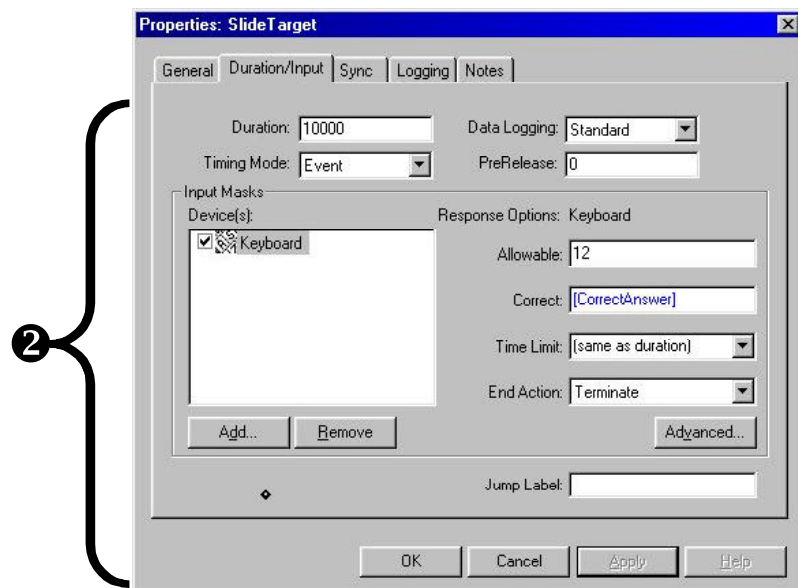 Properties: SlideTarget
General Duration/Input Sync Logging Notes
Duration: 10000 Data Logging: Standard
Timing Mode: Event PreRelease: 0
Input Masks
Device(s): Response Options: Keyboard
Keyboard
Allowable: 12
Correct: [CorrectAnswer]
Time Limit: (same as duration)
End Action: Terminate
Add... Remove Advanced...
Jump Label:
OK Cancel Apply Help
2